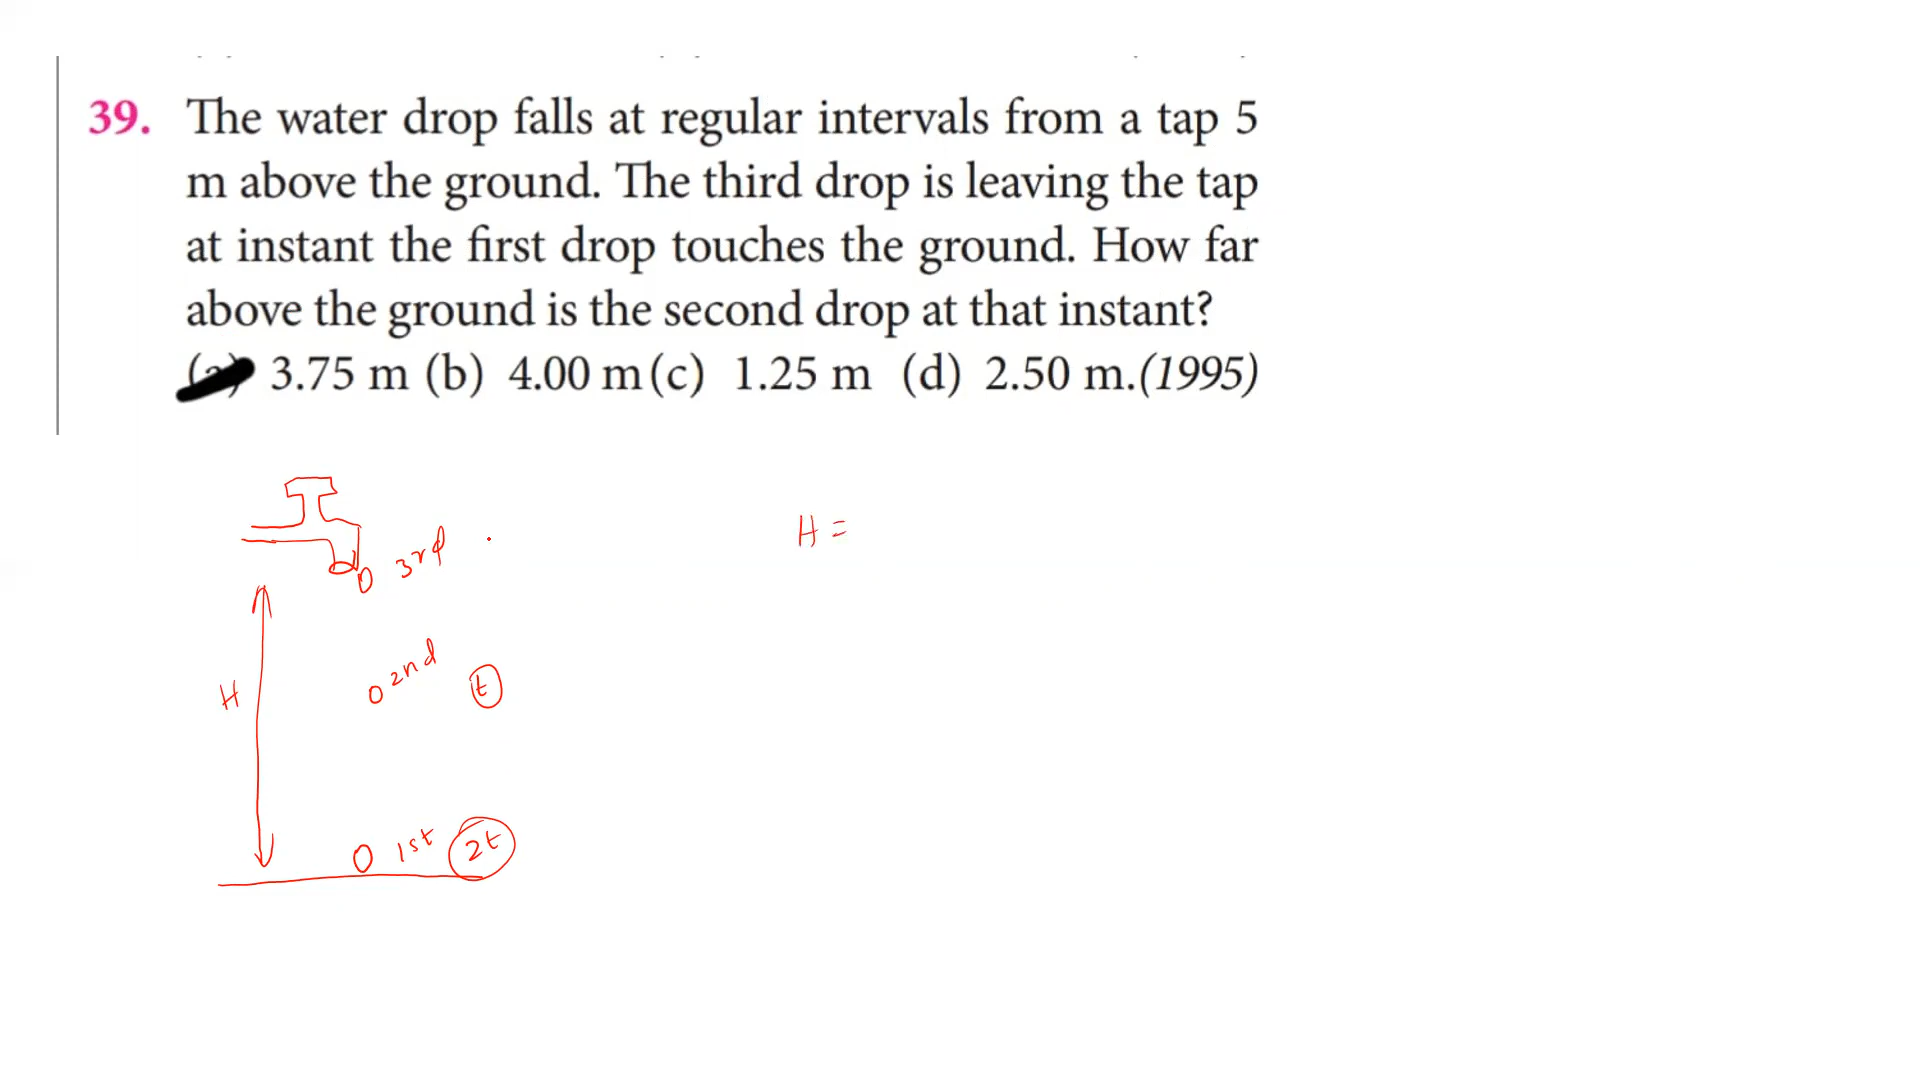 39. The water drop falls at regular intervals from a tap 5
m above the ground. The third drop is leaving the tap
at instant the first drop touches the ground. How far
above the ground is the second drop at that instant?
3.75 m (b) 4.00 m (c) 1.25 m (d) 2.50 m. (1995)
3rd
H =
2nd
t
H
1st 2t